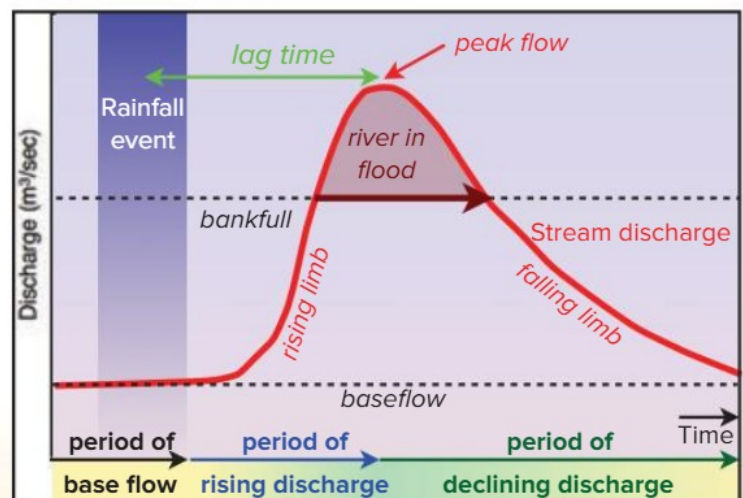 lag time
peak flow
Rainfall
event
river in
flood
Discharge (m³/sec)
bankfull
Stream discharge
rising limb
falling limb
baseflow
Time
period of
base flow
period of
rising discharge
period of
declining discharge